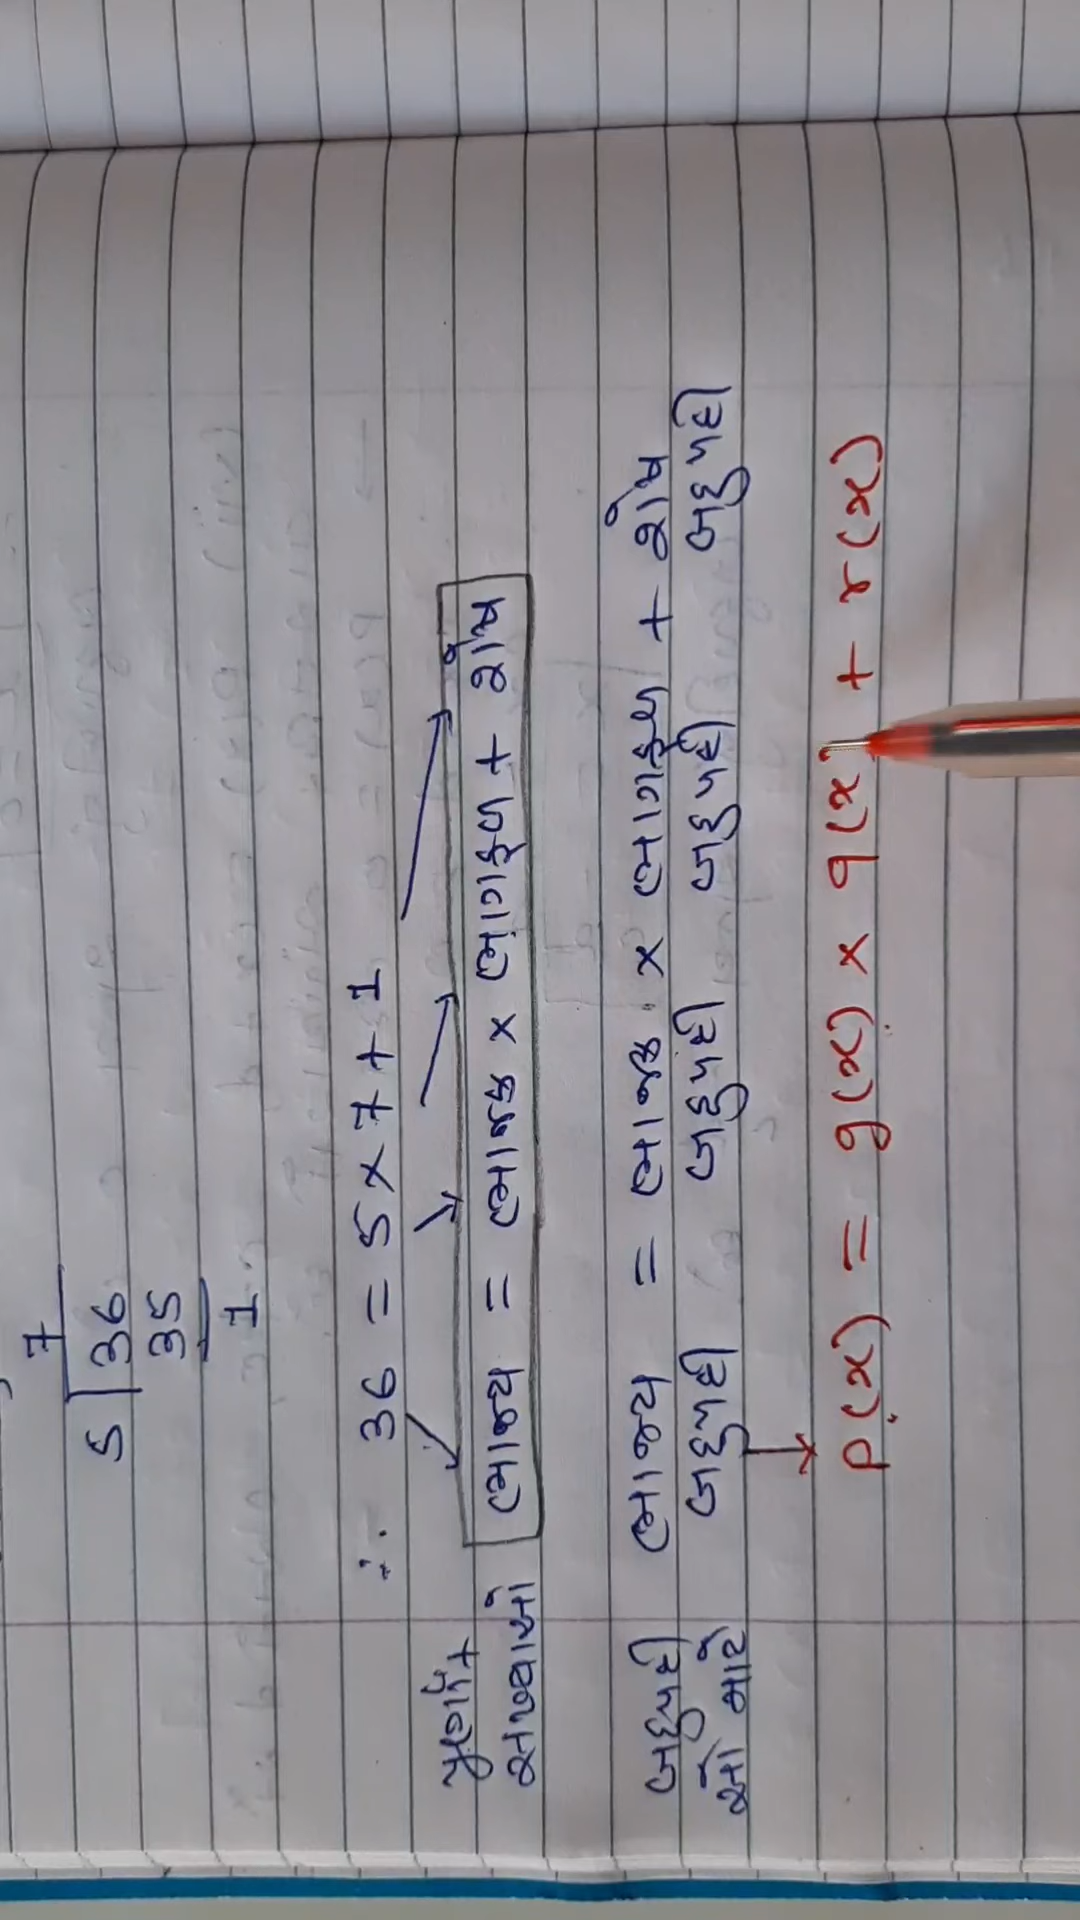 7
5 | 36
35
1
∴ 36 = 5 × 7 + 1
પૂર્ણાંક સંખ્યાઓ
ભાજ્ય = ભાજક × ભાગફળ + શેષ
બહુપદીઓ માટે
ભાજ્ય = ભાજક × ભાગફળ + શેષ
બહુપદી બહુપદી બહુપદી બહુપદી
P(x) = g(x) × q(x) + r(x)